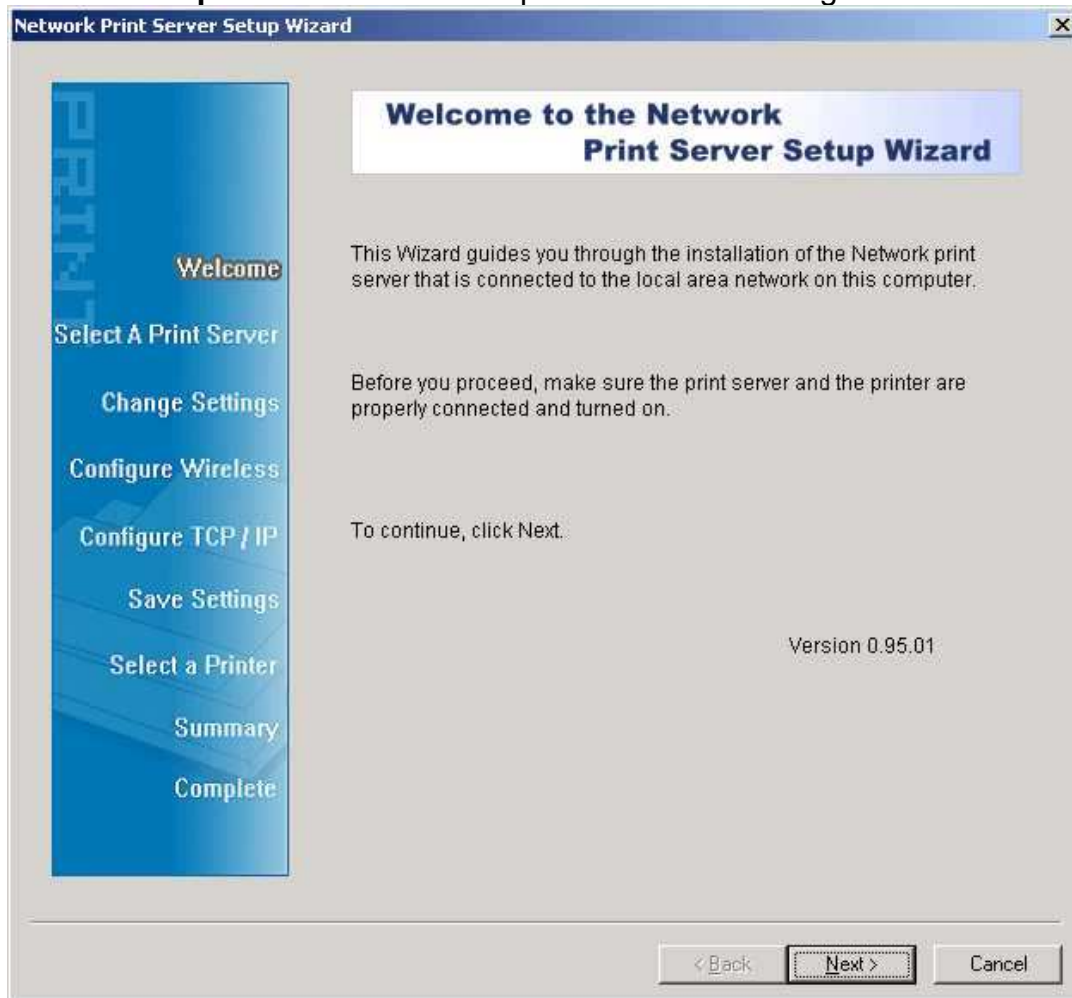 Network Print Server Setup Wizard
PRINT
Welcome
Select A Print Server
Change Settings
Configure Wireless
Configure TCP / IP
Save Settings
Select a Printer
Summary
Complete
Welcome to the Network
Print Server Setup Wizard
This Wizard guides you through the installation of the Network print
server that is connected to the local area network on this computer.
Before you proceed, make sure the print server and the printer are
properly connected and turned on.
To continue, click Next.
Version 0.95.01
< Back
Next >
Cancel